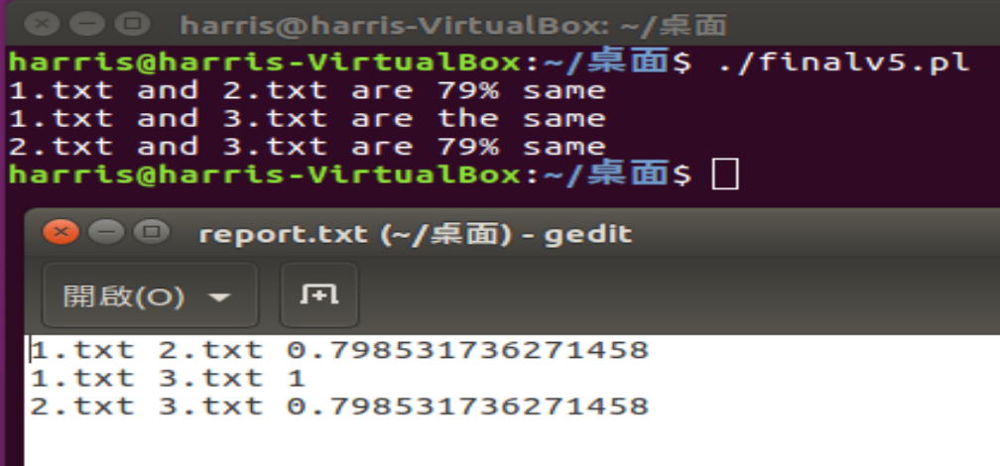 harris@harris-VirtualBox: ~/桌面
harris@harris-VirtualBox:~/桌面$ ./finalv5.pl
1.txt and 2.txt are 79% same
1.txt and 3.txt are the same
2.txt and 3.txt are 79% same
harris@harris-VirtualBox:~/桌面$
report.txt (~/桌面) - gedit
開啟(O)
1.txt 2.txt 0.798531736271458
1.txt 3.txt 1
2.txt 3.txt 0.798531736271458